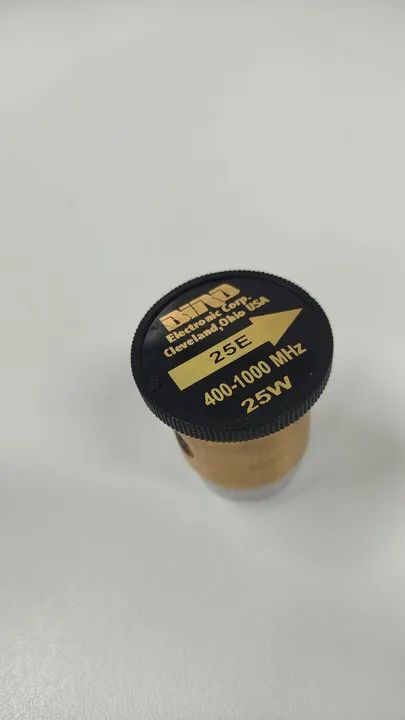 Bird
Electronic Corp.
Cleveland,Ohio USA
25E
400-1000 MHz
25W